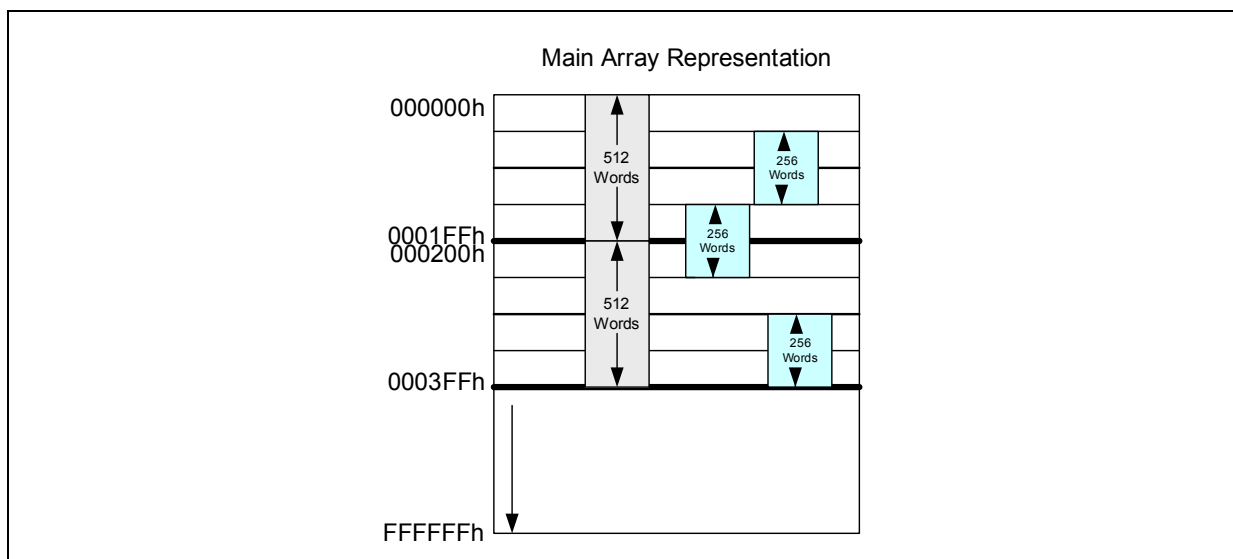 Main Array Representation
000000h
512
Words
256
Words
256
Words
0001FFh
000200h
512
Words
256
Words
0003FFh
FFFFFFh